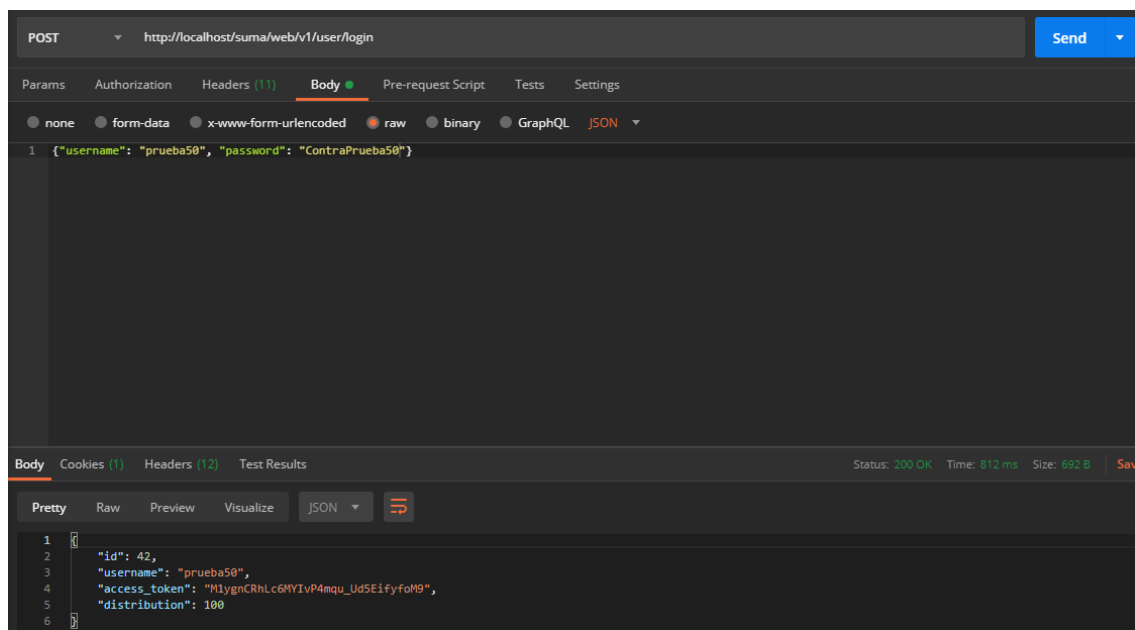 POST http://localhost/suma/web/v1/user/login Send
Params Authorization Headers (11) Body Pre-request Script Tests Settings
none form-data x-www-form-urlencoded raw binary GraphQL JSON
1 {"username": "prueba50", "password": "ContraPrueba50"}
Body Cookies (1) Headers (12) Test Results Status: 200 OK Time: 812 ms Size: 692 B Sav
Pretty Raw Preview Visualize JSON
1 {
2 "id": 42,
3 "username": "prueba50",
4 "access_token": "M1ygnCRhLc6MYIvP4mqu_Ud5EifyfoM9",
5 "distribution": 100
6 }